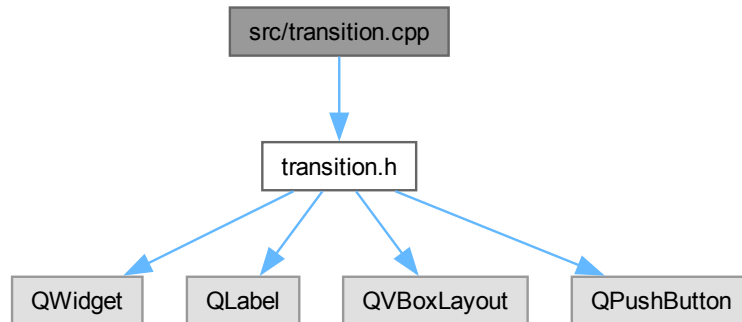 src/transition.cpp
transition.h
QWidget
QLabel
QVBoxLayout
QPushButton